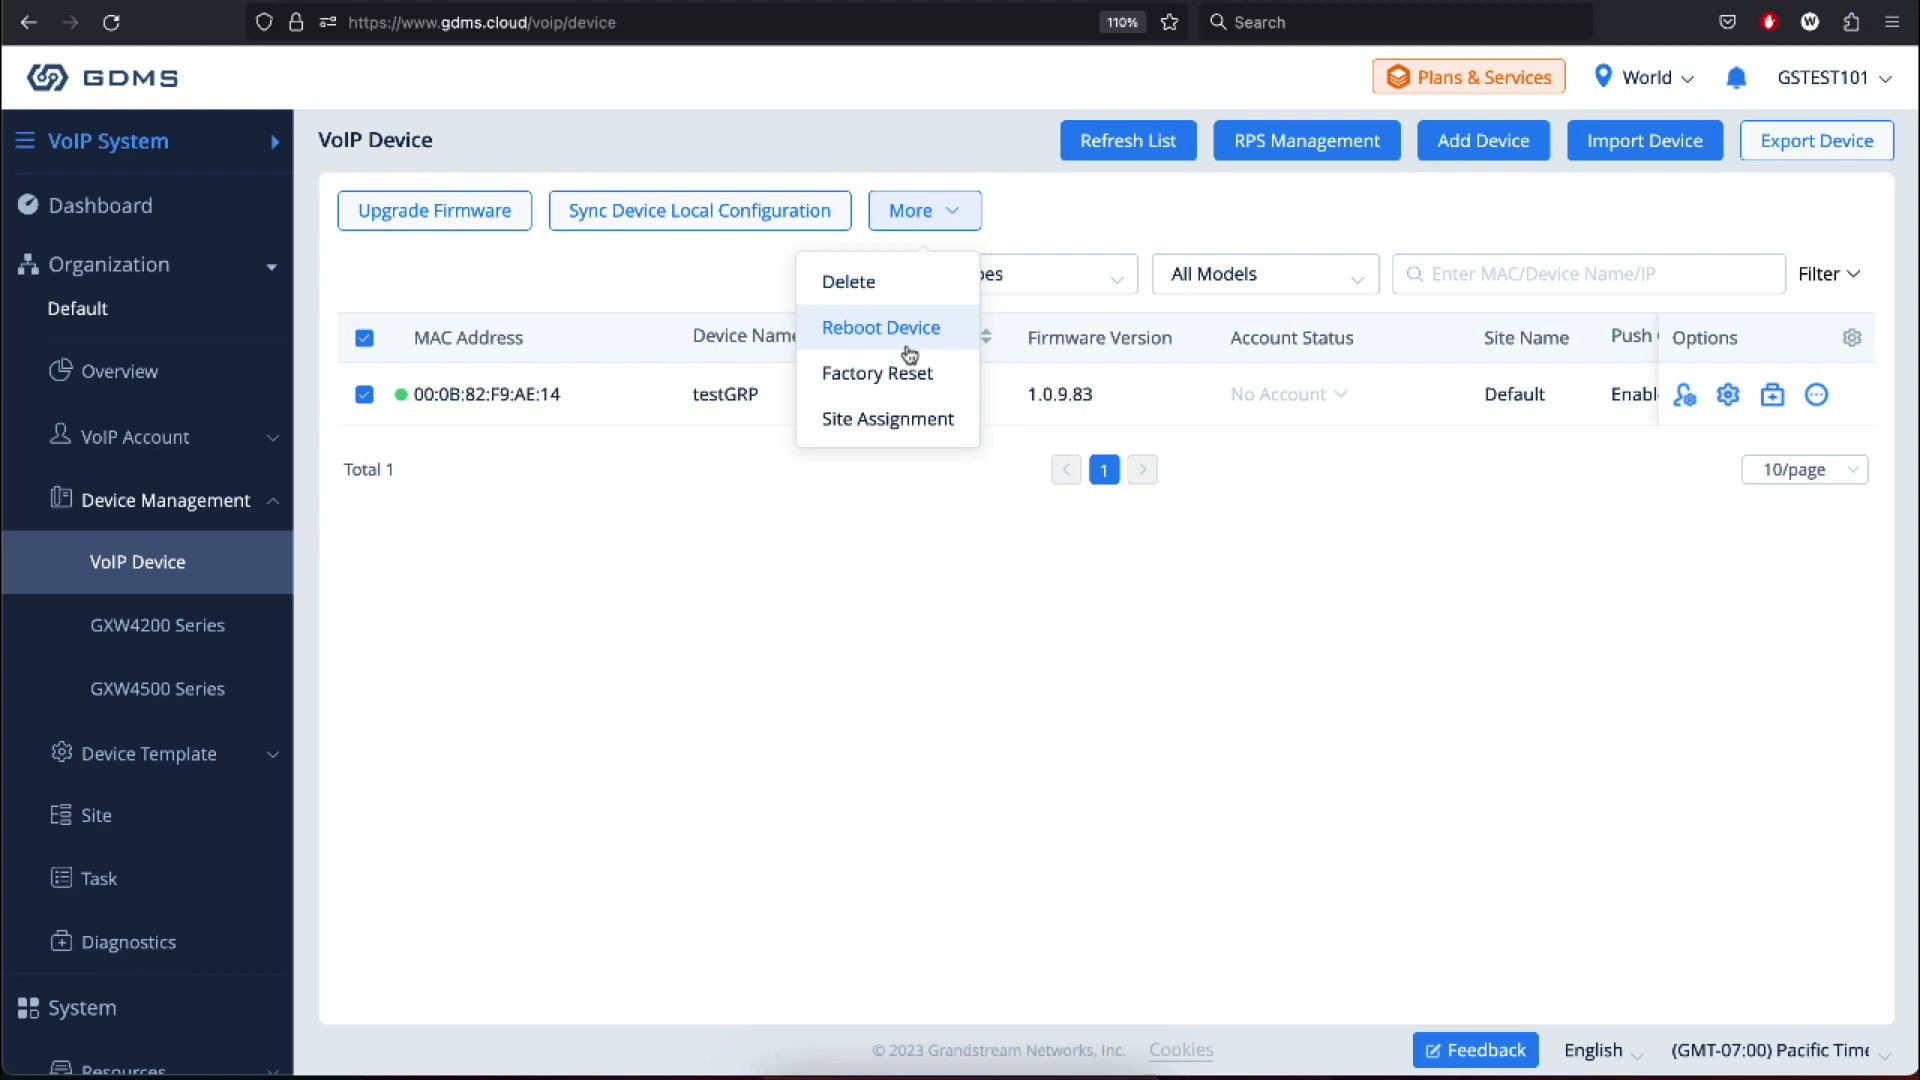 https://www.gdms.cloud/voip/device
110%
Search
GDMS
Plans & Services
World
GSTEST101
VoIP System
Dashboard
Organization
Default
Overview
VoIP Account
Device Management
VoIP Device
GXW4200 Series
GXW4500 Series
Device Template
Site
Task
Diagnostics
System
Resources
VoIP Device
Refresh List
RPS Management
Add Device
Import Device
Export Device
Upgrade Firmware
Sync Device Local Configuration
More
Delete
Reboot Device
Factory Reset
Site Assignment
All Models
Enter MAC/Device Name/IP
Filter
MAC Address Device Name Firmware Version Account Status Site Name Push Options
00:0B:82:F9:AE:14 testGRP 1.0.9.83 No Account Default
Total 1
1
10/page
© 2023 Grandstream Networks, Inc. Cookies
Feedback
English
(GMT-07:00) Pacific Time